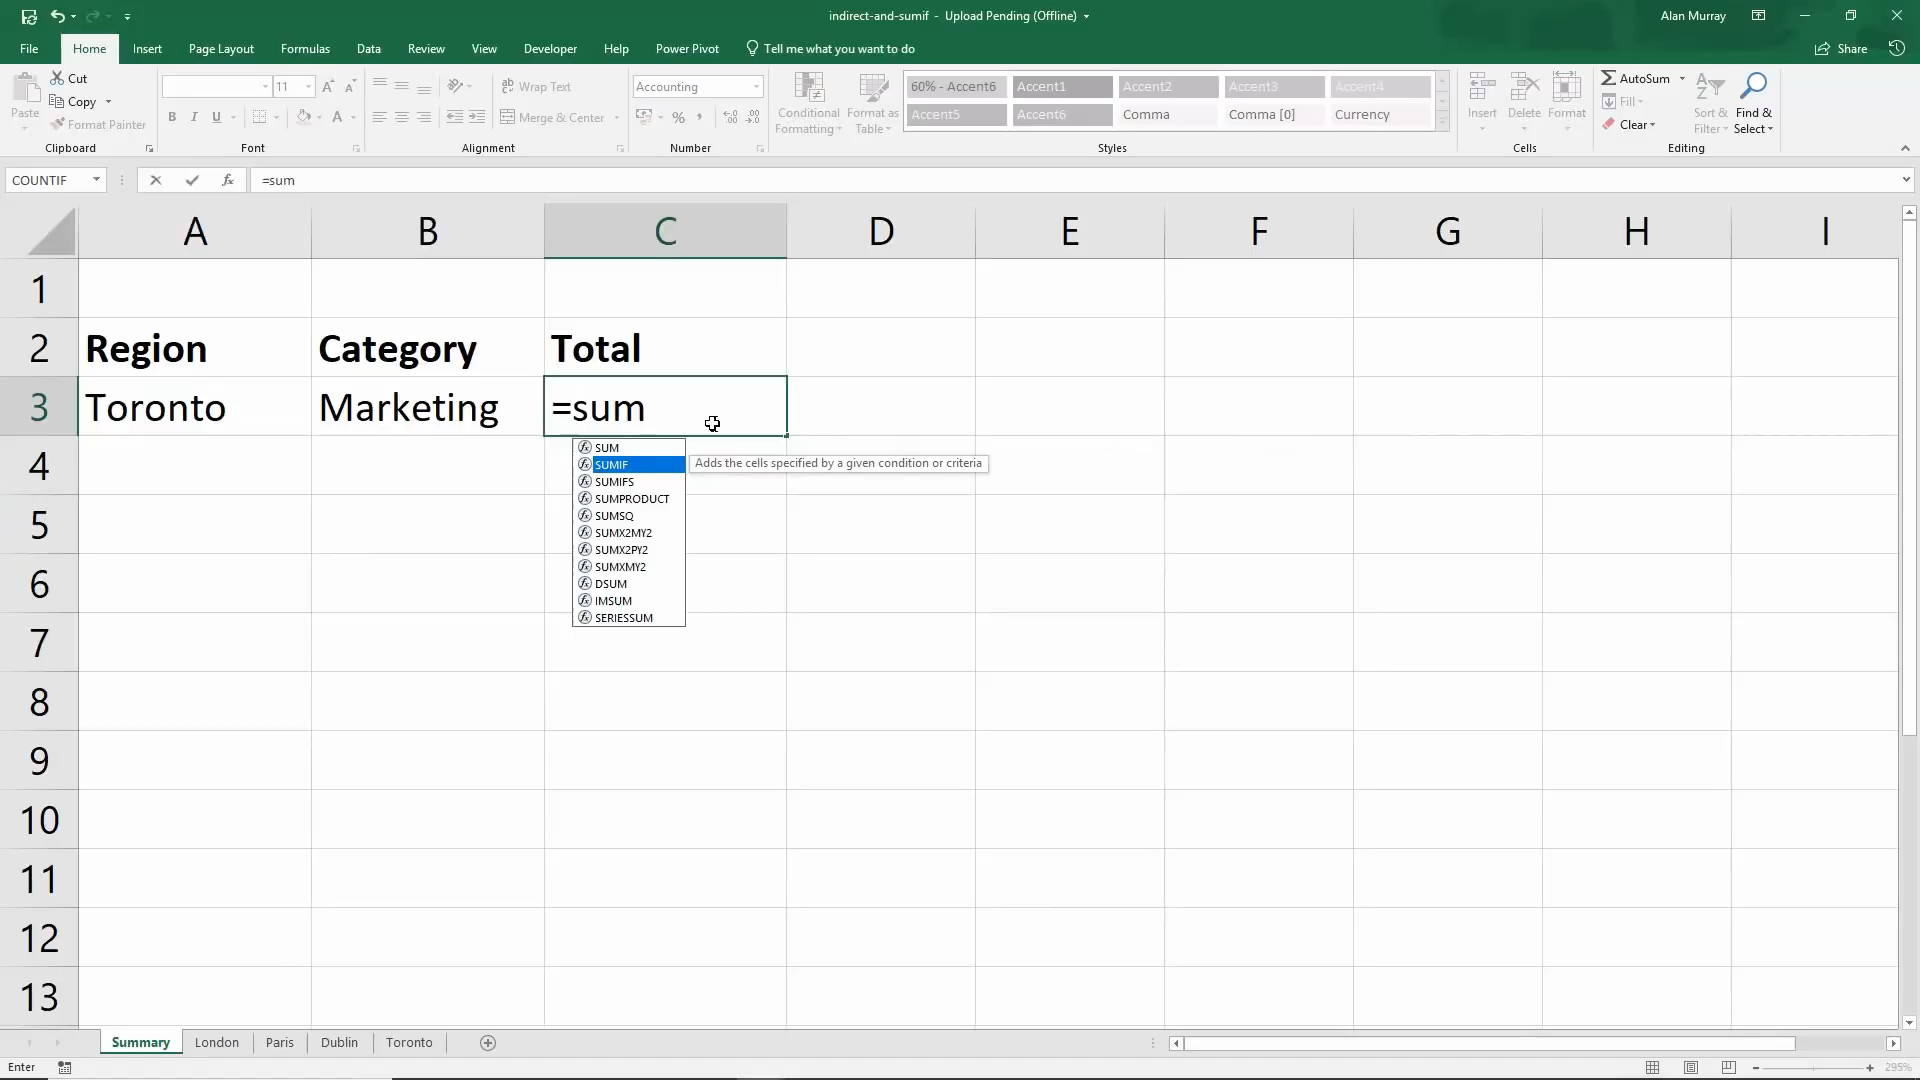 indirect-and-sumif - Upload Pending (Offline)
Alan Murray
File Home Insert Page Layout Formulas Data Review View Developer Help Power Pivot Tell me what you want to do Share
Paste
Cut
Copy
Format Painter
Clipboard
11
B I U
Font
Wrap Text
Merge & Center
Alignment
Accounting
Number
Conditional Formatting
Format as Table
60% - Accent6 Accent1 Accent2 Accent3 Accent4
Accent5 Accent6 Comma Comma [0] Currency
Styles
Insert Delete Format
Cells
AutoSum
Fill
Clear
Sort & Filter
Find & Select
Editing
COUNTIF
fx
=sum
A B C D E F G H I
1
2 Region Category Total
3 Toronto Marketing =sum
SUM
SUMIF Adds the cells specified by a given condition or criteria
SUMIFS
SUMPRODUCT
SUMSQ
SUMX2MY2
SUMX2PY2
SUMXMY2
DSUM
IMSUM
SERIESSUM
4
5
6
7
8
9
10
11
12
13
Summary London Paris Dublin Toronto
Enter
295%